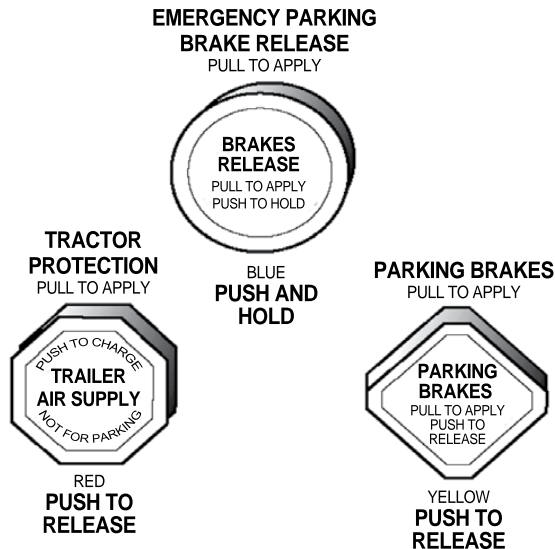 EMERGENCY PARKING
BRAKE RELEASE
PULL TO APPLY
BRAKES
RELEASE
PULL TO APPLY
PUSH TO HOLD
BLUE
PUSH AND
HOLD
TRACTOR
PROTECTION
PULL TO APPLY
PUSH TO CHARGE
TRAILER
AIR SUPPLY
NOT FOR PARKING
RED
PUSH TO
RELEASE
PARKING BRAKES
PULL TO APPLY
PARKING
BRAKES
PULL TO APPLY
PUSH TO
RELEASE
YELLOW
PUSH TO
RELEASE